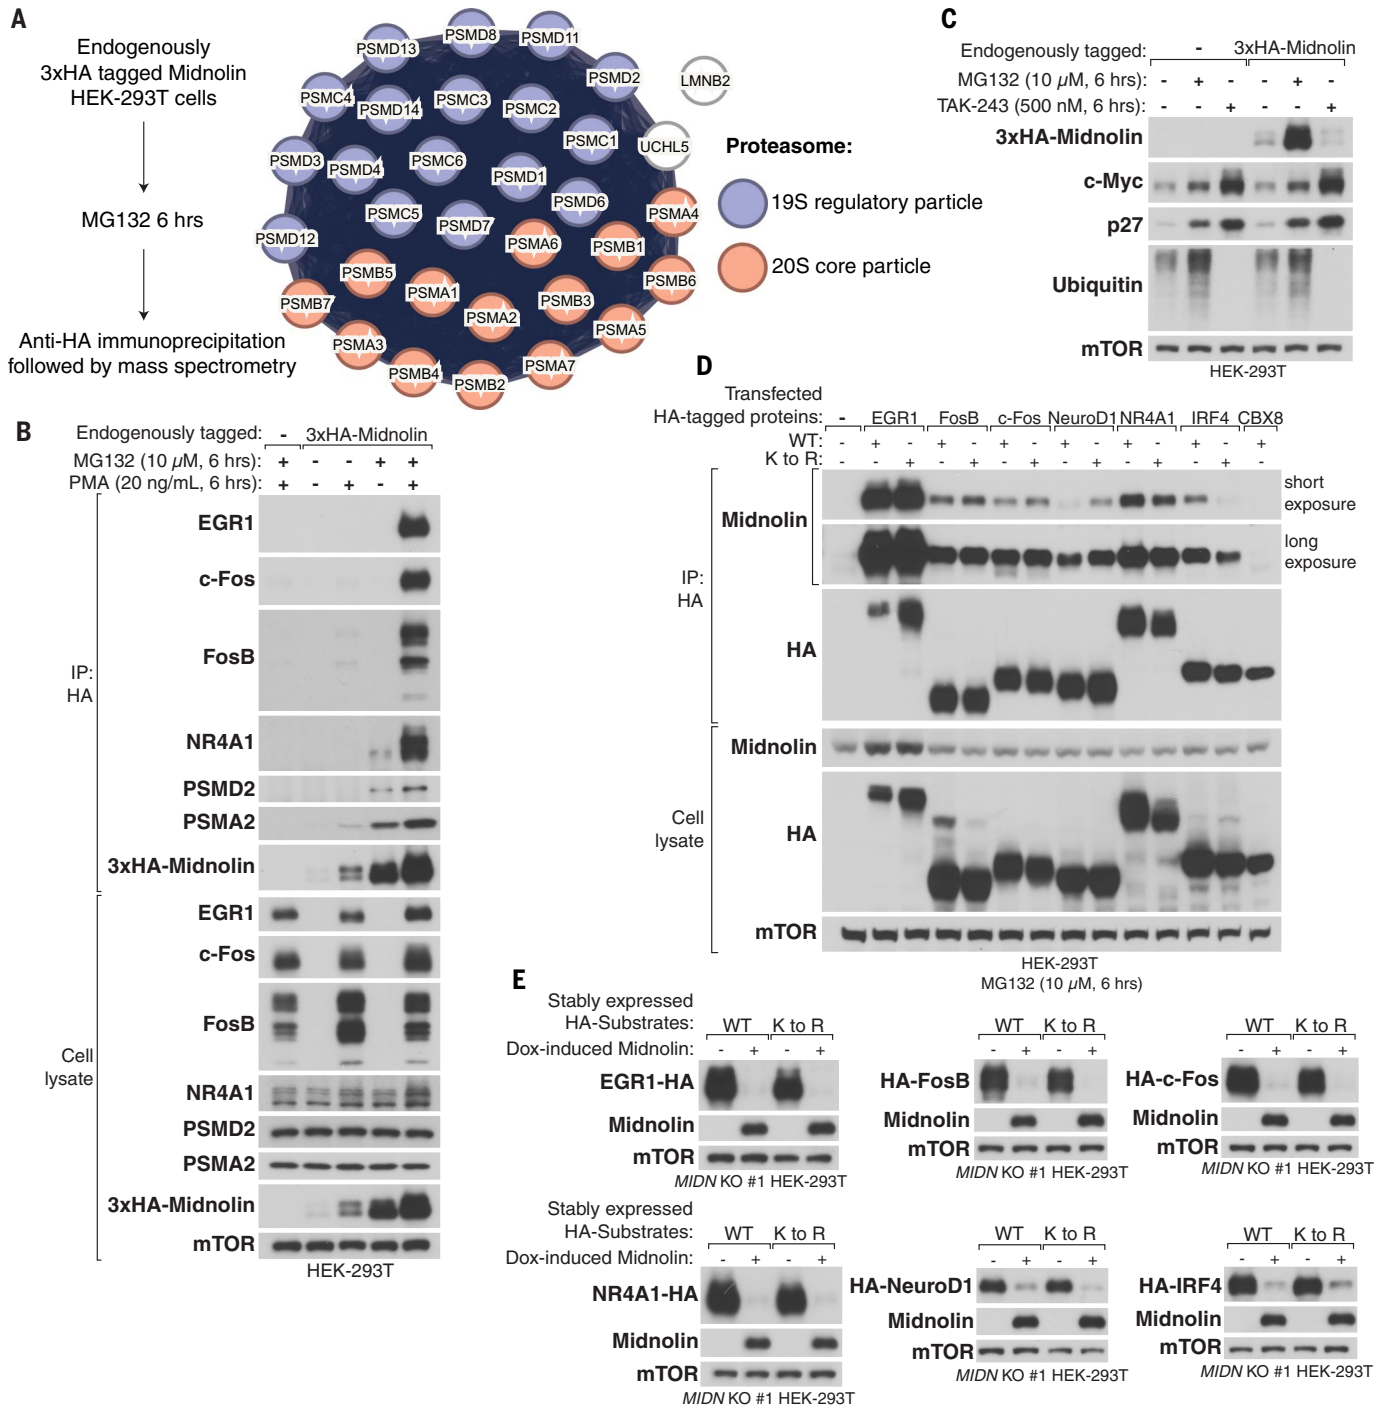 A
Endogenously
3xHA tagged Midnolin
HEK-293T cells
MG132 6 hrs
Anti-HA immunoprecipitation
followed by mass spectrometry
PSMD13
PSMD8
PSMD11
PSMD2
LMNB2
PSMC4
PSMD14
PSMC3
PSMC2
PSMC1
UCHL5
PSMD3
PSMD4
PSMC6
PSMD1
PSMD6
PSMA4
PSMC5
PSMD7
PSMD12
PSMA6
PSMB1
PSMB5
PSMB6
PSMB7
PSMA1
PSMB3
PSMA2
PSMA5
PSMA3
PSMB4
PSMB2
PSMA7
Proteasome:
19S regulatory particle
20S core particle
B
Endogenously tagged: - 3xHA-Midnolin
MG132 (10 µM, 6 hrs): + - - + +
PMA (20 ng/mL, 6 hrs): + - + - +
IP:
HA
EGR1
c-Fos
FosB
NR4A1
PSMD2
PSMA2
3xHA-Midnolin
Cell
lysate
EGR1
c-Fos
FosB
NR4A1
PSMD2
PSMA2
3xHA-Midnolin
mTOR
HEK-293T
C
Endogenously tagged: - 3xHA-Midnolin
MG132 (10 µM, 6 hrs): - + - - + -
TAK-243 (500 nM, 6 hrs): - - + - - +
3xHA-Midnolin
c-Myc
p27
Ubiquitin
mTOR
HEK-293T
D
Transfected
HA-tagged proteins: - EGR1 FosB c-Fos NeuroD1 NR4A1 IRF4 CBX8
WT: - + - + - + - + - + - + - +
K to R: - - + - + - + - + - + - + -
IP:
HA
Midnolin
short
exposure
long
exposure
HA
Cell
lysate
Midnolin
HA
mTOR
HEK-293T
MG132 (10 µM, 6 hrs)
E
Stably expressed
HA-Substrates: WT K to R
Dox-induced Midnolin: - + - +
EGR1-HA
Midnolin
mTOR
MIDN KO #1 HEK-293T
WT K to R
- + - +
HA-FosB
Midnolin
mTOR
MIDN KO #1 HEK-293T
WT K to R
- + - +
HA-c-Fos
Midnolin
mTOR
MIDN KO #1 HEK-293T
Stably expressed
HA-Substrates: WT K to R
Dox-induced Midnolin: - + - +
NR4A1-HA
Midnolin
mTOR
MIDN KO #1 HEK-293T
WT K to R
- + - +
HA-NeuroD1
Midnolin
mTOR
MIDN KO #1 HEK-293T
WT K to R
- + - +
HA-IRF4
Midnolin
mTOR
MIDN KO #1 HEK-293T